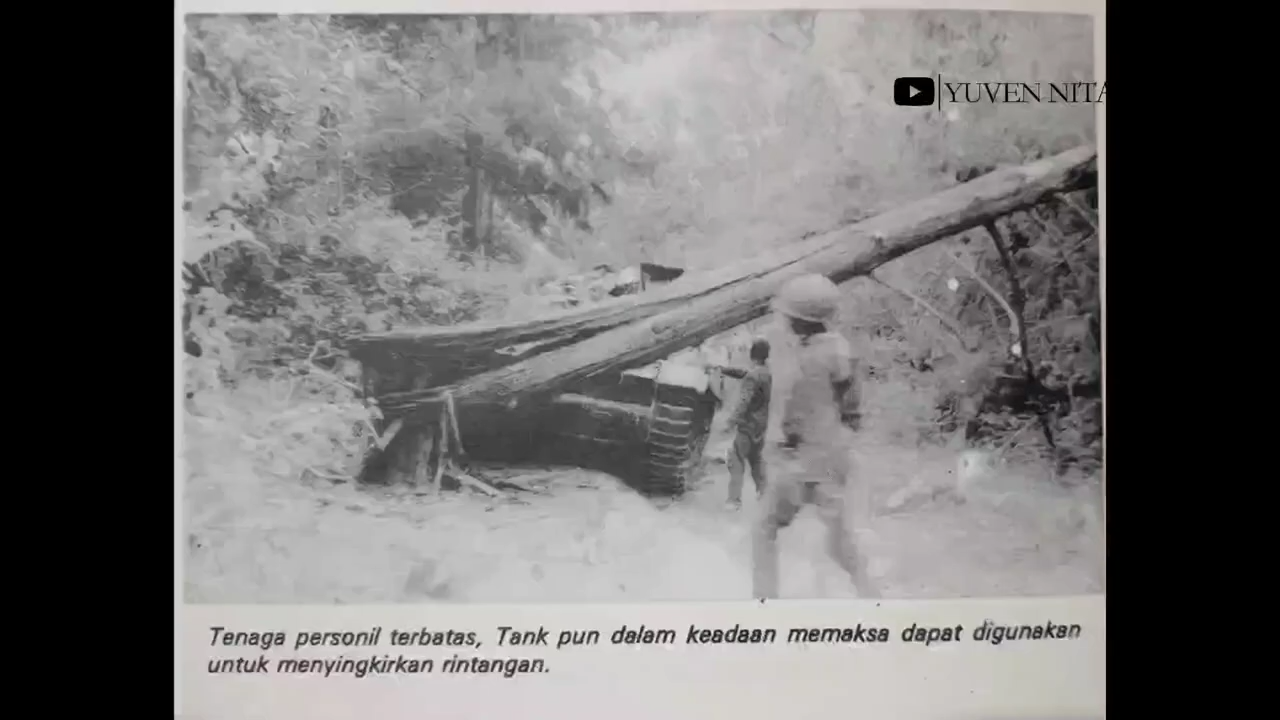 YUVEN NITA
Tenaga personil terbatas, Tank pun dalam keadaan memaksa dapat digunakan
untuk menyingkirkan rintangan.